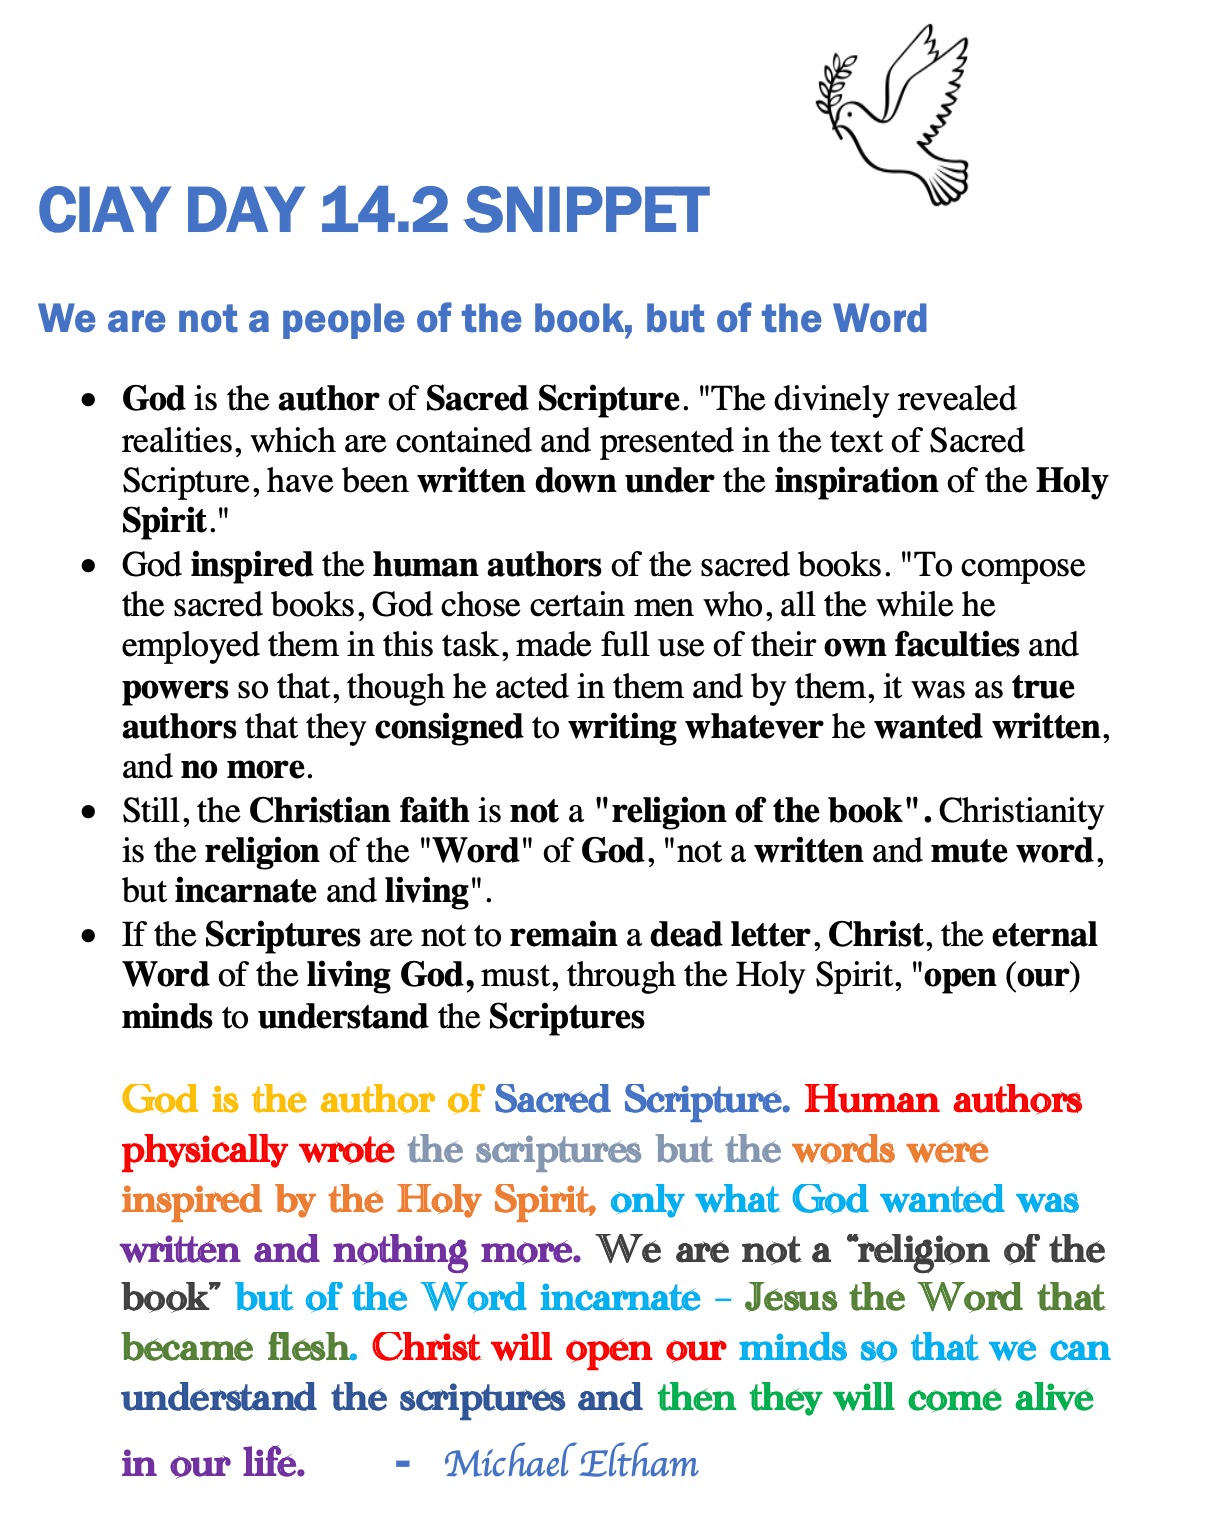 CIAY DAY 14.2 SNIPPET
We are not a people of the book, but of the Word
• God is the author of Sacred Scripture. "The divinely revealed
realities, which are contained and presented in the text of Sacred
Scripture, have been written down under the inspiration of the Holy
Spirit."
• God inspired the human authors of the sacred books. "To compose
the sacred books, God chose certain men who, all the while he
employed them in this task, made full use of their own faculties and
powers so that, though he acted in them and by them, it was as true
authors that they consigned to writing whatever he wanted written,
and no more.
• Still, the Christian faith is not a "religion of the book". Christianity
is the religion of the "Word" of God, "not a written and mute word,
but incarnate and living".
• If the Scriptures are not to remain a dead letter, Christ, the eternal
Word of the living God, must, through the Holy Spirit, "open (our)
minds to understand the Scriptures
God is the author of Sacred Scripture. Human authors
physically wrote the scriptures but the words were
inspired by the Holy Spirit, only what God wanted was
written and nothing more. We are not a “religion of the
book” but of the Word incarnate – Jesus the Word that
became flesh. Christ will open our minds so that we can
understand the scriptures and then they will come alive
in our life. - Michael Eltham